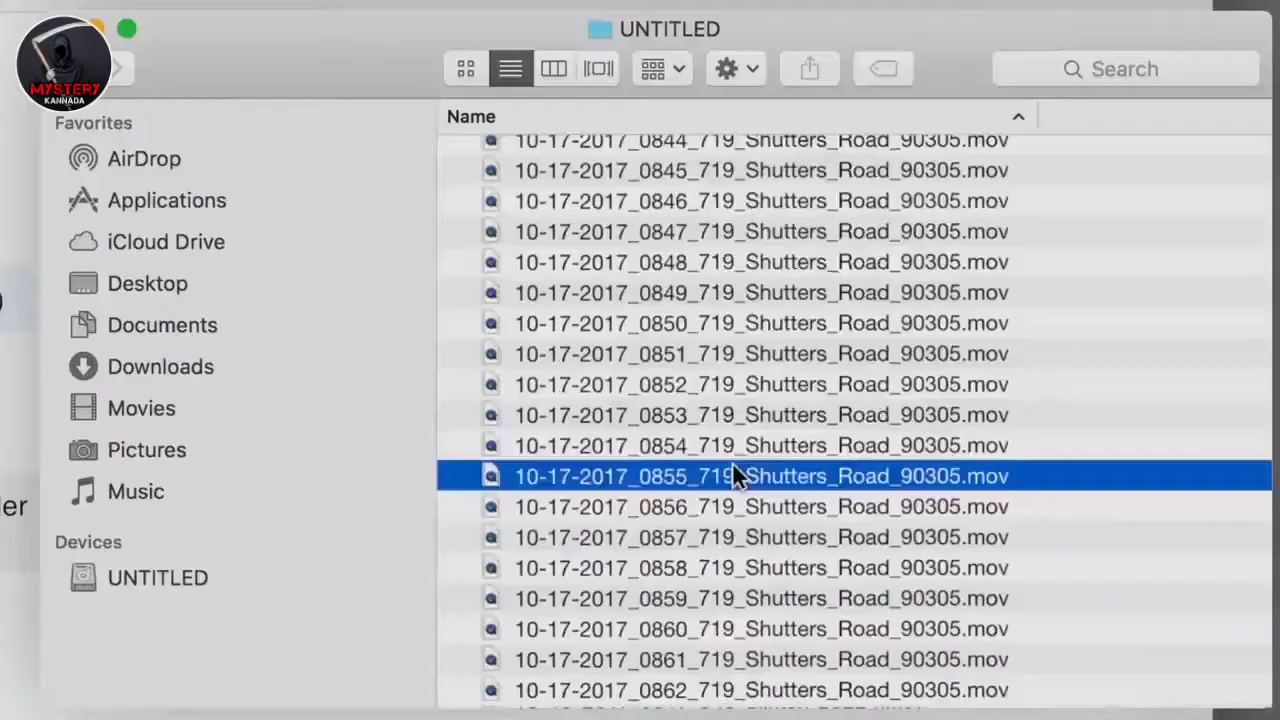 UNTITLED
MYSTERY
KANNADA
Search
Favorites
AirDrop
Applications
iCloud Drive
Desktop
Documents
Downloads
Movies
Pictures
Music
Devices
UNTITLED
der
Name
10-17-2017_0844_719_Shutters_Road_90305.mov
10-17-2017_0845_719_Shutters_Road_90305.mov
10-17-2017_0846_719_Shutters_Road_90305.mov
10-17-2017_0847_719_Shutters_Road_90305.mov
10-17-2017_0848_719_Shutters_Road_90305.mov
10-17-2017_0849_719_Shutters_Road_90305.mov
10-17-2017_0850_719_Shutters_Road_90305.mov
10-17-2017_0851_719_Shutters_Road_90305.mov
10-17-2017_0852_719_Shutters_Road_90305.mov
10-17-2017_0853_719_Shutters_Road_90305.mov
10-17-2017_0854_719_Shutters_Road_90305.mov
10-17-2017_0855_719_Shutters_Road_90305.mov
10-17-2017_0856_719_Shutters_Road_90305.mov
10-17-2017_0857_719_Shutters_Road_90305.mov
10-17-2017_0858_719_Shutters_Road_90305.mov
10-17-2017_0859_719_Shutters_Road_90305.mov
10-17-2017_0860_719_Shutters_Road_90305.mov
10-17-2017_0861_719_Shutters_Road_90305.mov
10-17-2017_0862_719_Shutters_Road_90305.mov